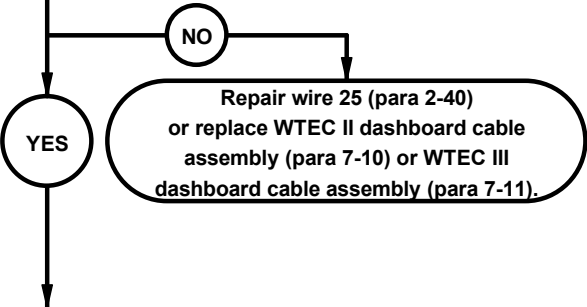 NO
YES
Repair wire 25 (para 2-40)
or replace WTEC II dashboard cable
assembly (para 7-10) or WTEC III
dashboard cable assembly (para 7-11).